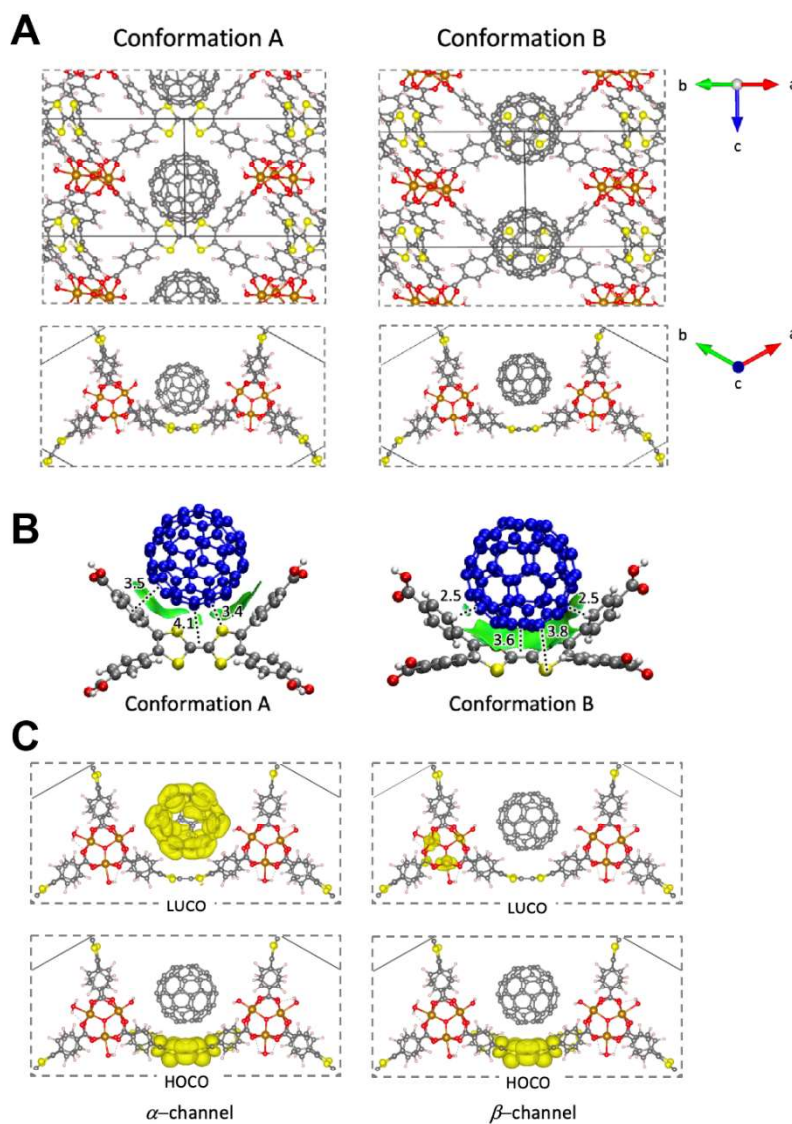 A
Conformation A
Conformation B
b
a
c
b
a
c
B
3.5
4.1
3.4
Conformation A
2.5
3.6
3.8
2.5
Conformation B
C
LUCO
LUCO
HOCO
HOCO
α–channel
β–channel